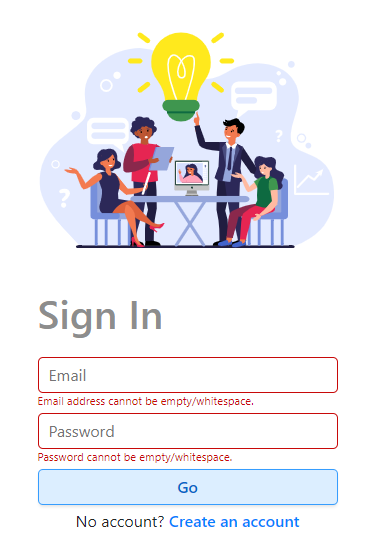 Sign In
Email
Email address cannot be empty/whitespace.
Password
Password cannot be empty/whitespace.
Go
No account? Create an account